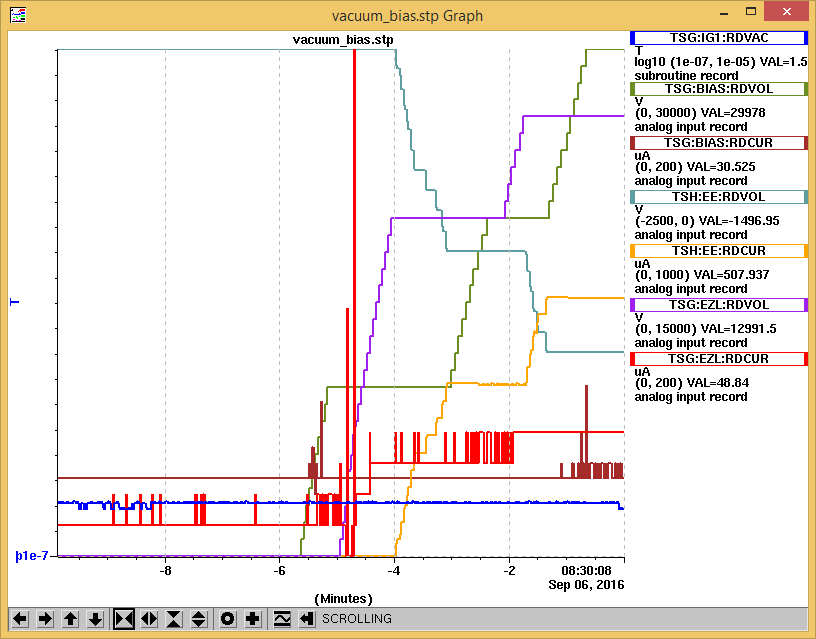 vacuum_bias.stp Graph
vacuum_bias.stp
TSG:IG1:RDVAC
T
log10 (1e-07, 1e-05) VAL=1.5
subroutine record
TSG:BIAS:RDVOL
V
(0, 30000) VAL=29978
analog input record
TSG:BIAS:RDCUR
uA
(0, 200) VAL=30.525
analog input record
TSH:EE:RDVOL
V
(-2500, 0) VAL=-1496.95
analog input record
TSH:EE:RDCUR
uA
(0, 1000) VAL=507.937
analog input record
TSG:EZL:RDVOL
V
(0, 15000) VAL=12991.5
analog input record
TSG:EZL:RDCUR
uA
(0, 200) VAL=48.84
analog input record
T
1e-7
-8
-6
-4
-2
08:30:08
Sep 06, 2016
(Minutes)
SCROLLING